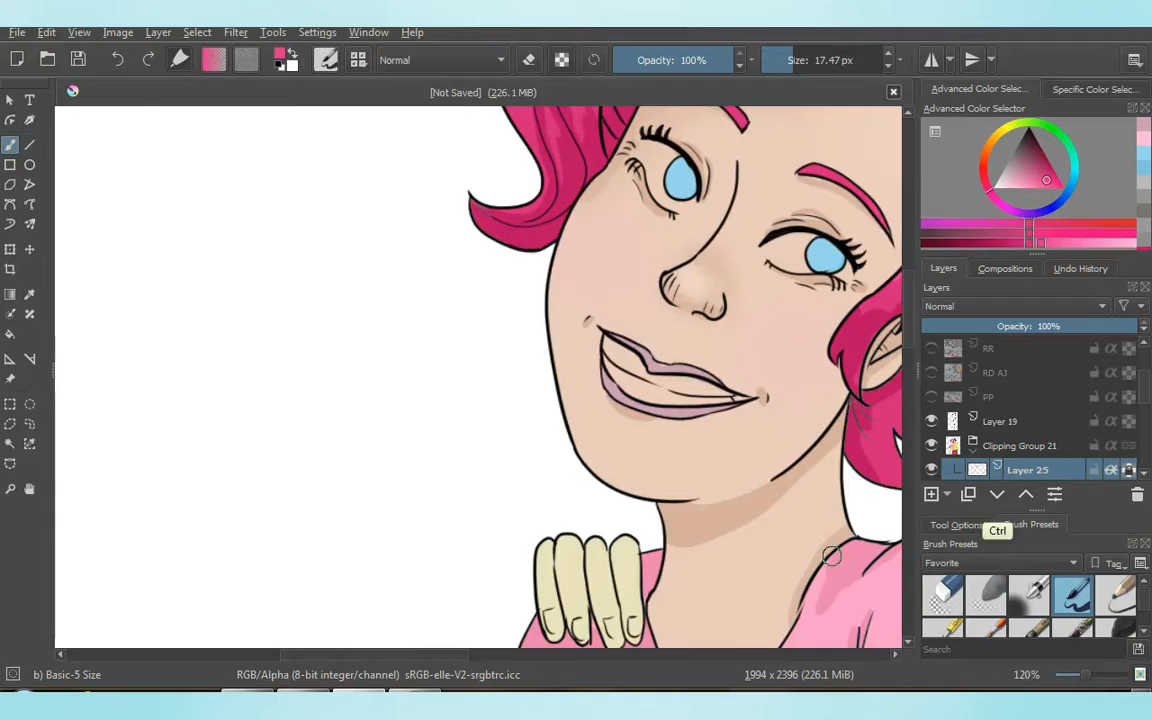 File Edit View Image Layer Select Filter Tools Settings Window Help
Normal Opacity: 100% Size: 17.47 px
[Not Saved] (226.1 MiB)
Advanced Color Selec... Specific Color Selec...
Advanced Color Selector
Layers Compositions Undo History
Layers
Normal
Opacity: 100%
RR
RD AJ
PP
Layer 19
Clipping Group 21
Layer 25
Tool Options Brush Presets
Ctrl
Brush Presets
Favorite Tag
Search
b) Basic-5 Size RGB/Alpha (8-bit integer/channel) sRGB-elle-V2-srgbtrc.icc 1994 x 2396 (226.1 MiB) 120%